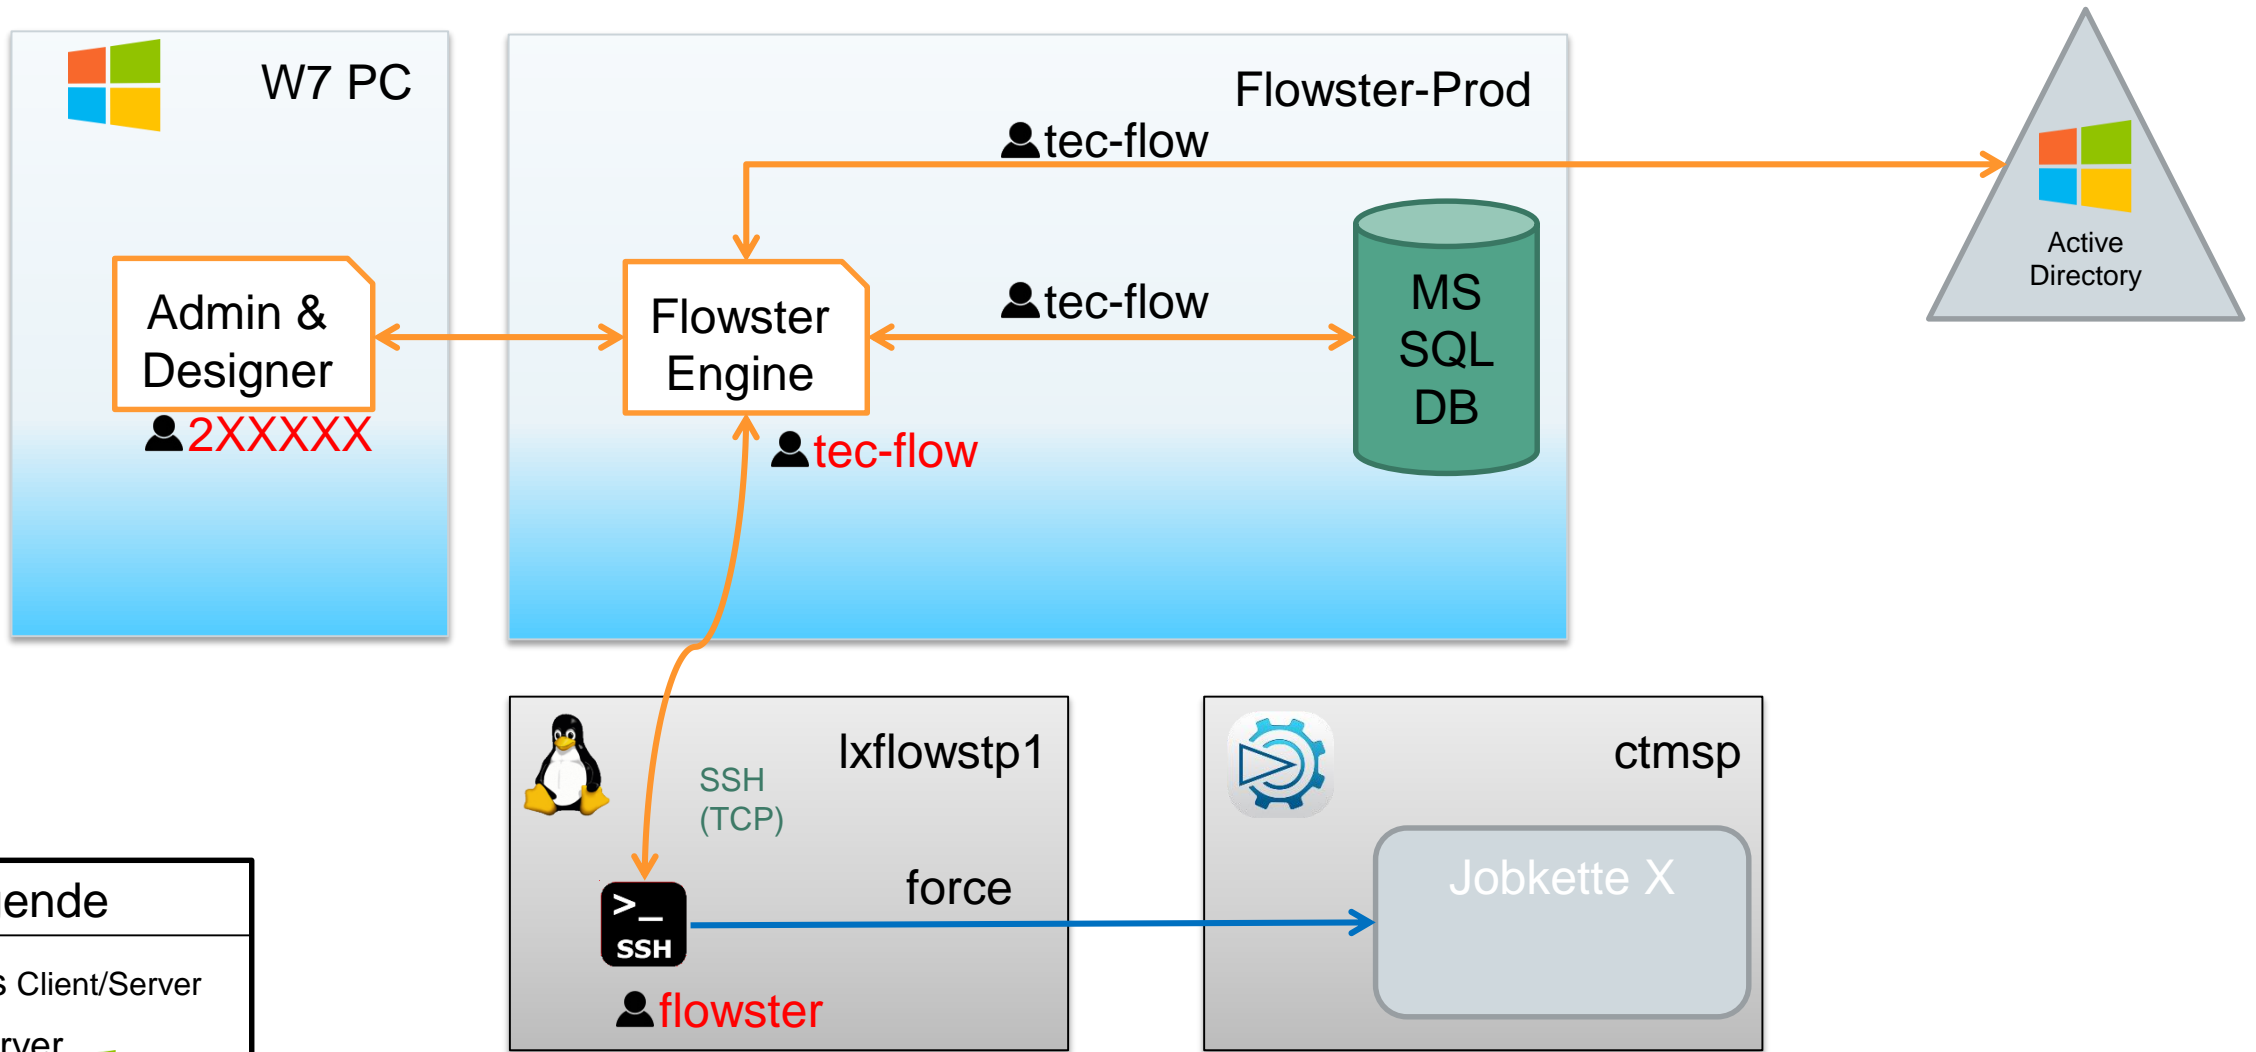 W7 PC
Flowster-Prod
tec-flow
Active
Directory
Admin &
Designer
2XXXXX
Flowster
Engine
tec-flow
tec-flow
MS
SQL
DB
lxflowstp1
SSH
(TCP)
>_
SSH
force
flowster
ctmsp
Jobkette X
Client/Server